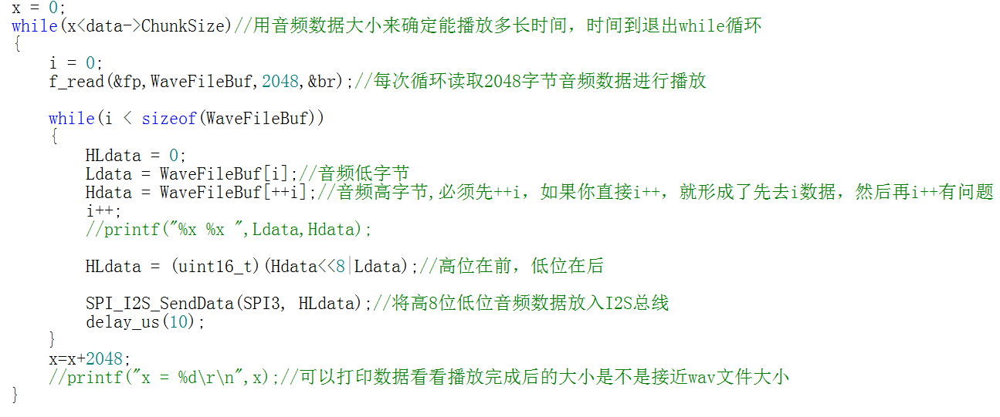 x = 0;
while(x<data->ChunkSize)//用音频数据大小来确定能播放多长时间，时间到退出while循环
{
    i = 0;
    f_read(&fp,WaveFileBuf,2048,&br);//每次循环读取2048字节音频数据进行播放

    while(i < sizeof(WaveFileBuf))
    {
        HLdata = 0;
        Ldata = WaveFileBuf[i];//音频低字节
        Hdata = WaveFileBuf[++i];//音频高字节,必须先++i，如果你直接i++，就形成了先去i数据，然后再i++有问题
        i++;
        //printf("%x %x ",Ldata,Hdata);

        HLdata = (uint16_t)(Hdata<<8|Ldata);//高位在前，低位在后

        SPI_I2S_SendData(SPI3, HLdata);//将高8位低位音频数据放入I2S总线
        delay_us(10);
    }
    x=x+2048;
    //printf("x = %d\r\n",x);//可以打印数据看看播放完成后的大小是不是接近wav文件大小
}